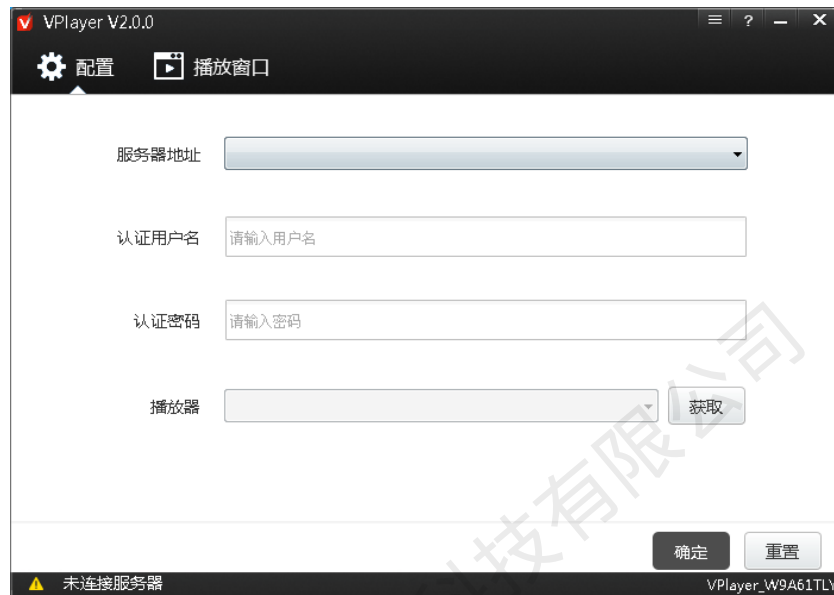 VPlayer V2.0.0
配置
播放窗口
服务器地址
认证用户名
请输入用户名
认证密码
请输入密码
播放器
获取
确定
重置
未连接服务器
VPlayer_W9A61TLY
科技有限公司